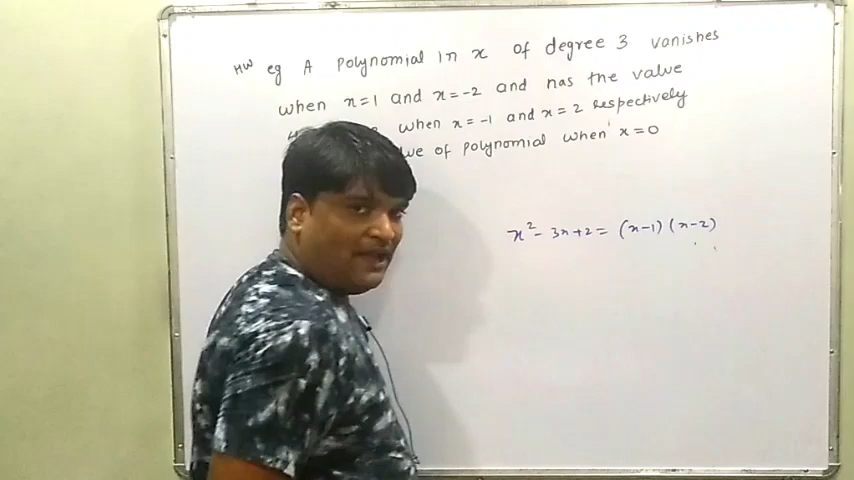 HW eg A polynomial in x of degree 3 vanishes
when x=1 and x=-2 and has the value
when x=-1 and x=2 respectively
of polynomial when x=0
x² - 3x+2 = (x-1) (x-2)